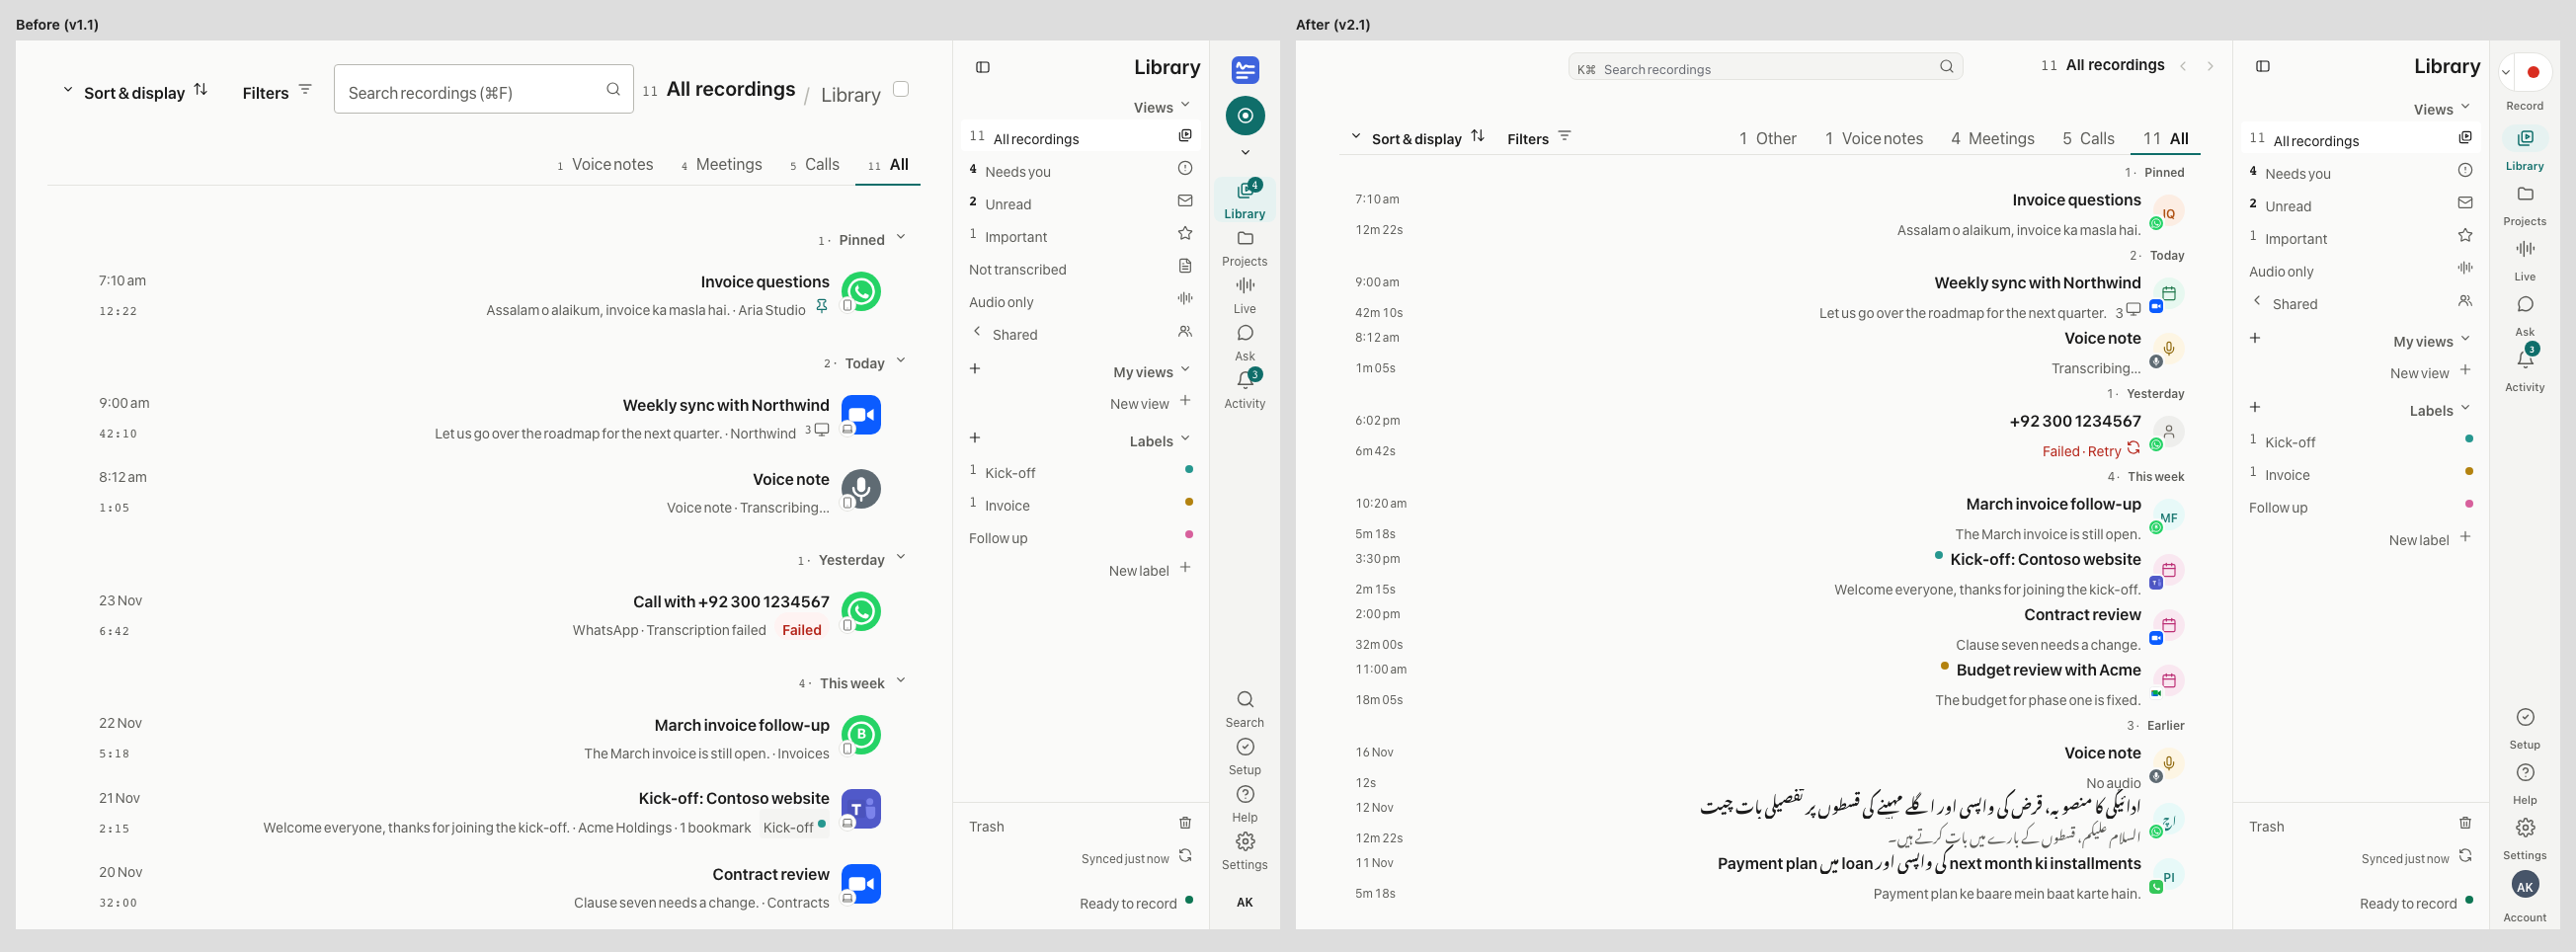 Before (v1.1)
Library
Views
All recordings 11
Needs you 4
Unread 2
Important 1
Not transcribed
Audio only
Shared
My views
New view
Labels
Kick-off 1
Invoice 1
Follow up
New label
Trash
Synced just now
Ready to record
4
Library
Projects
Live
Ask
3
Activity
Search
Setup
Help
Settings
AK
Library / All recordings 11
Search recordings (⌘F)
Filters
Sort & display
All 11
Calls 5
Meetings 4
Voice notes 1
Pinned · 1
Invoice questions
7:10 am
Assalam o alaikum, invoice ka masla hai. · Aria Studio
12:22
Today · 2
Weekly sync with Northwind
9:00 am
3
Let us go over the roadmap for the next quarter. · Northwind
42:10
Voice note
8:12 am
Voice note · Transcribing...
1:05
Yesterday · 1
Call with +92 300 1234567
23 Nov
Failed
WhatsApp · Transcription failed
6:42
This week · 4
B
March invoice follow-up
22 Nov
The March invoice is still open. · Invoices
5:18
T
Kick-off: Contoso website
21 Nov
Kick-off
Welcome everyone, thanks for joining the kick-off. · Acme Holdings · 1 bookmark
2:15
Contract review
20 Nov
Clause seven needs a change. · Contracts
32:00
After (v2.1)
Record
Library
Projects
Live
Ask
3
Activity
Setup
Help
Settings
AK
Account
Library
Views
All recordings 11
Needs you 4
Unread 2
Important 1
Audio only
Shared
My views
New view
Labels
Kick-off 1
Invoice 1
Follow up
New label
Trash
Synced just now
Ready to record
All recordings 11
Search recordings K⌘
All 11
Calls 5
Meetings 4
Voice notes 1
Other 1
Filters
Sort & display
Pinned · 1
IQ
Invoice questions
7:10 am
Assalam o alaikum, invoice ka masla hai.
12m 22s
Today · 2
Weekly sync with Northwind
9:00 am
3
Let us go over the roadmap for the next quarter.
42m 10s
Voice note
8:12 am
Transcribing...
1m 05s
Yesterday · 1
+92 300 1234567
6:02 pm
Failed · Retry
6m 42s
This week · 4
MF
March invoice follow-up
10:20 am
The March invoice is still open.
5m 18s
Kick-off: Contoso website
3:30 pm
Welcome everyone, thanks for joining the kick-off.
2m 15s
Contract review
2:00 pm
Clause seven needs a change.
32m 00s
Budget review with Acme
11:00 am
The budget for phase one is fixed.
18m 05s
Earlier · 3
Voice note
16 Nov
No audio
12s
ادائیگی کا منصوبہ، قرض کی واپسی اور اگلے مہینے کی قسطوں پر تفصیلی بات چیت
12 Nov
السلام علیکم، قسطوں کے بارے میں بات کرتے ہیں۔
12m 22s
PI
Payment plan میں loan کی واپسی اور next month ki installments
11 Nov
Payment plan ke baare mein baat karte hain.
5m 18s